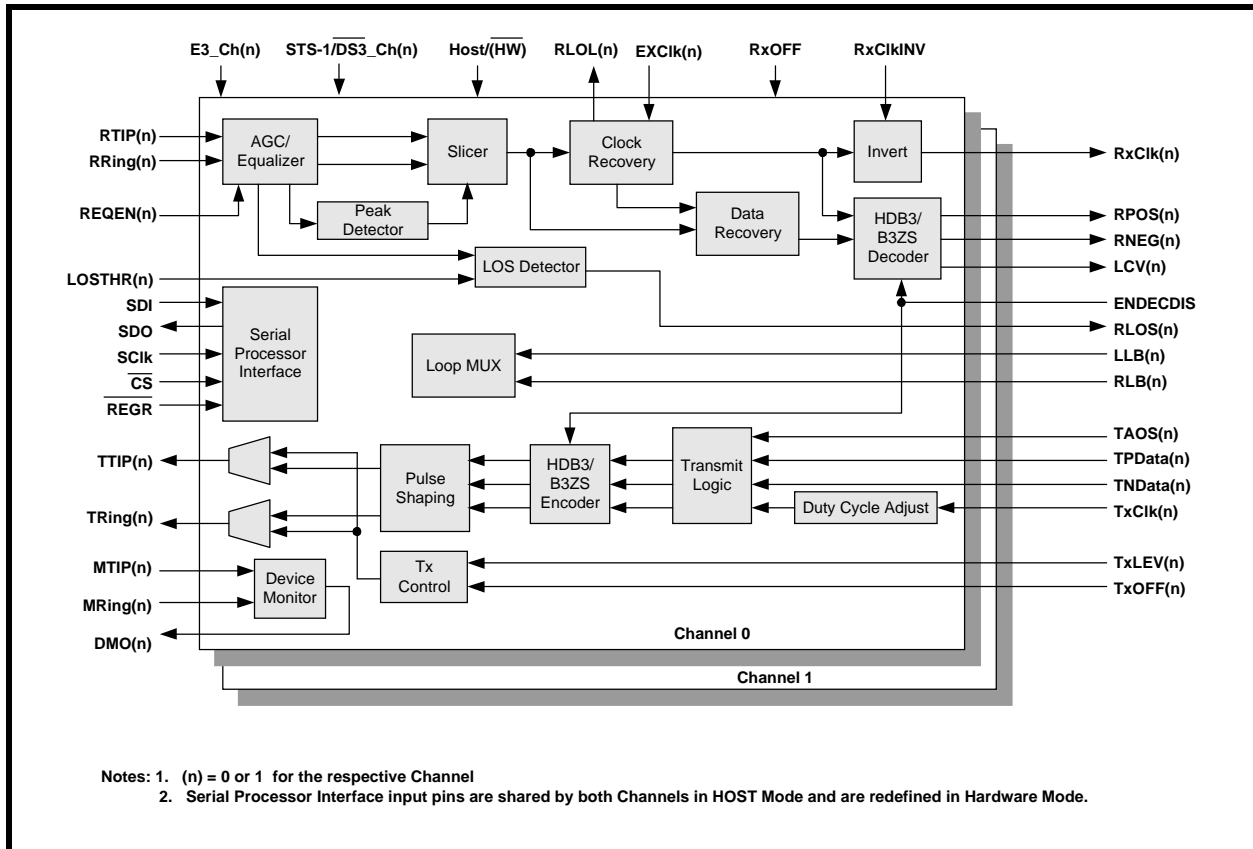 E3_Ch(n)
STS-1/DS3_Ch(n)
Host/(HW)
RLOL(n)
EXClk(n)
RxOFF
RxClkINV
RTIP(n)
RRing(n)
REQEN(n)
LOSTHR(n)
SDI
SDO
SClk
CS
REGR
TTIP(n)
TRing(n)
MTIP(n)
MRing(n)
DMO(n)
AGC/
Equalizer
Slicer
Clock
Recovery
Invert
Peak
Detector
Data
Recovery
HDB3/
B3ZS
Decoder
LOS Detector
Serial
Processor
Interface
Loop MUX
Pulse
Shaping
HDB3/
B3ZS
Encoder
Transmit
Logic
Duty Cycle Adjust
Tx
Control
Device
Monitor
RxClk(n)
RPOS(n)
RNEG(n)
LCV(n)
ENDECDIS
RLOS(n)
LLB(n)
RLB(n)
TAOS(n)
TPData(n)
TNData(n)
TxClk(n)
TxLEV(n)
TxOFF(n)
Channel 0
Channel 1
Notes: 1. (n) = 0 or 1 for the respective Channel
2. Serial Processor Interface input pins are shared by both Channels in HOST Mode and are redefined in Hardware Mode.